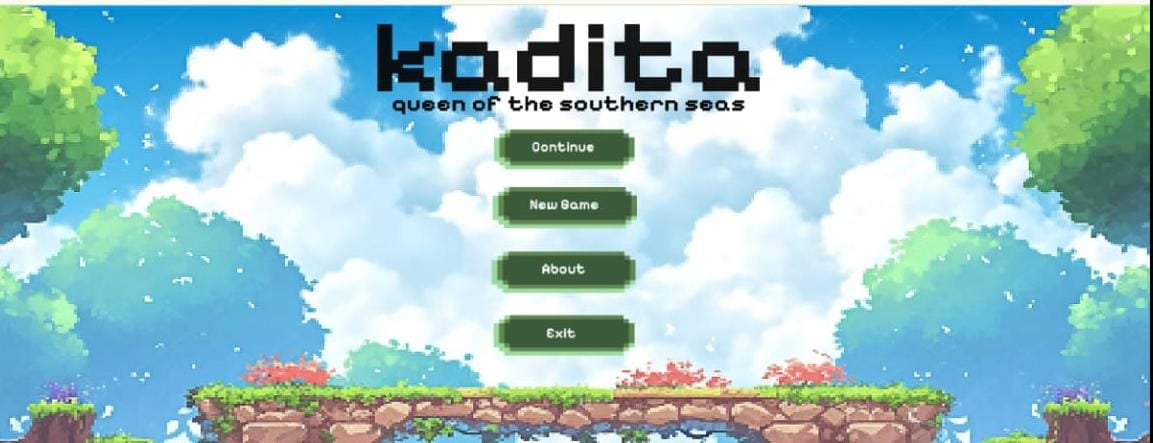 kadita
queen of the southern seas
Continue
New Game
About
Exit